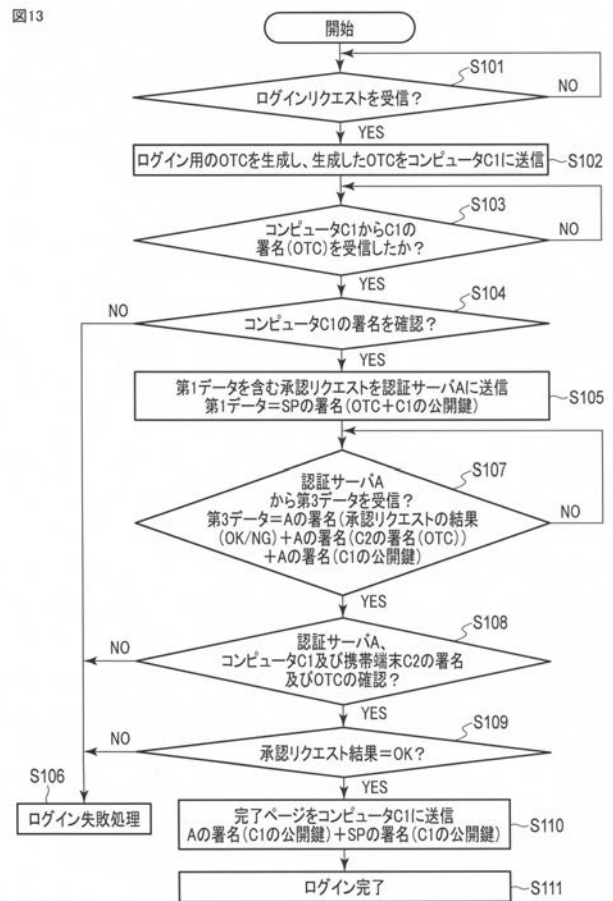 図13
開始
S101
ログインリクエストを受信?
NO
YES
ログイン用のOTCを生成し、生成したOTCをコンピュータC1に送信
S102
S103
コンピュータC1からC1の
署名(OTC)を受信したか?
NO
YES
S104
NO
コンピュータC1の署名を確認?
YES
第1データを含む承認リクエストを認証サーバAに送信
第1データ=SPの署名(OTC+C1の公開鍵)
S105
S107
認証サーバA
から第3データを受信?
第3データ=Aの署名(承認リクエストの結果
(OK/NG)+Aの署名(C2の署名(OTC))
+Aの署名(C1の公開鍵)
NO
YES
S108
認証サーバA、
コンピュータC1及び携帯端末C2の署名
及びOTCの確認?
NO
YES
S109
NO
承認リクエスト結果=OK?
YES
S106
ログイン失敗処理
完了ページをコンピュータC1に送信
Aの署名(C1の公開鍵)+SPの署名(C1の公開鍵)
S110
ログイン完了
S111